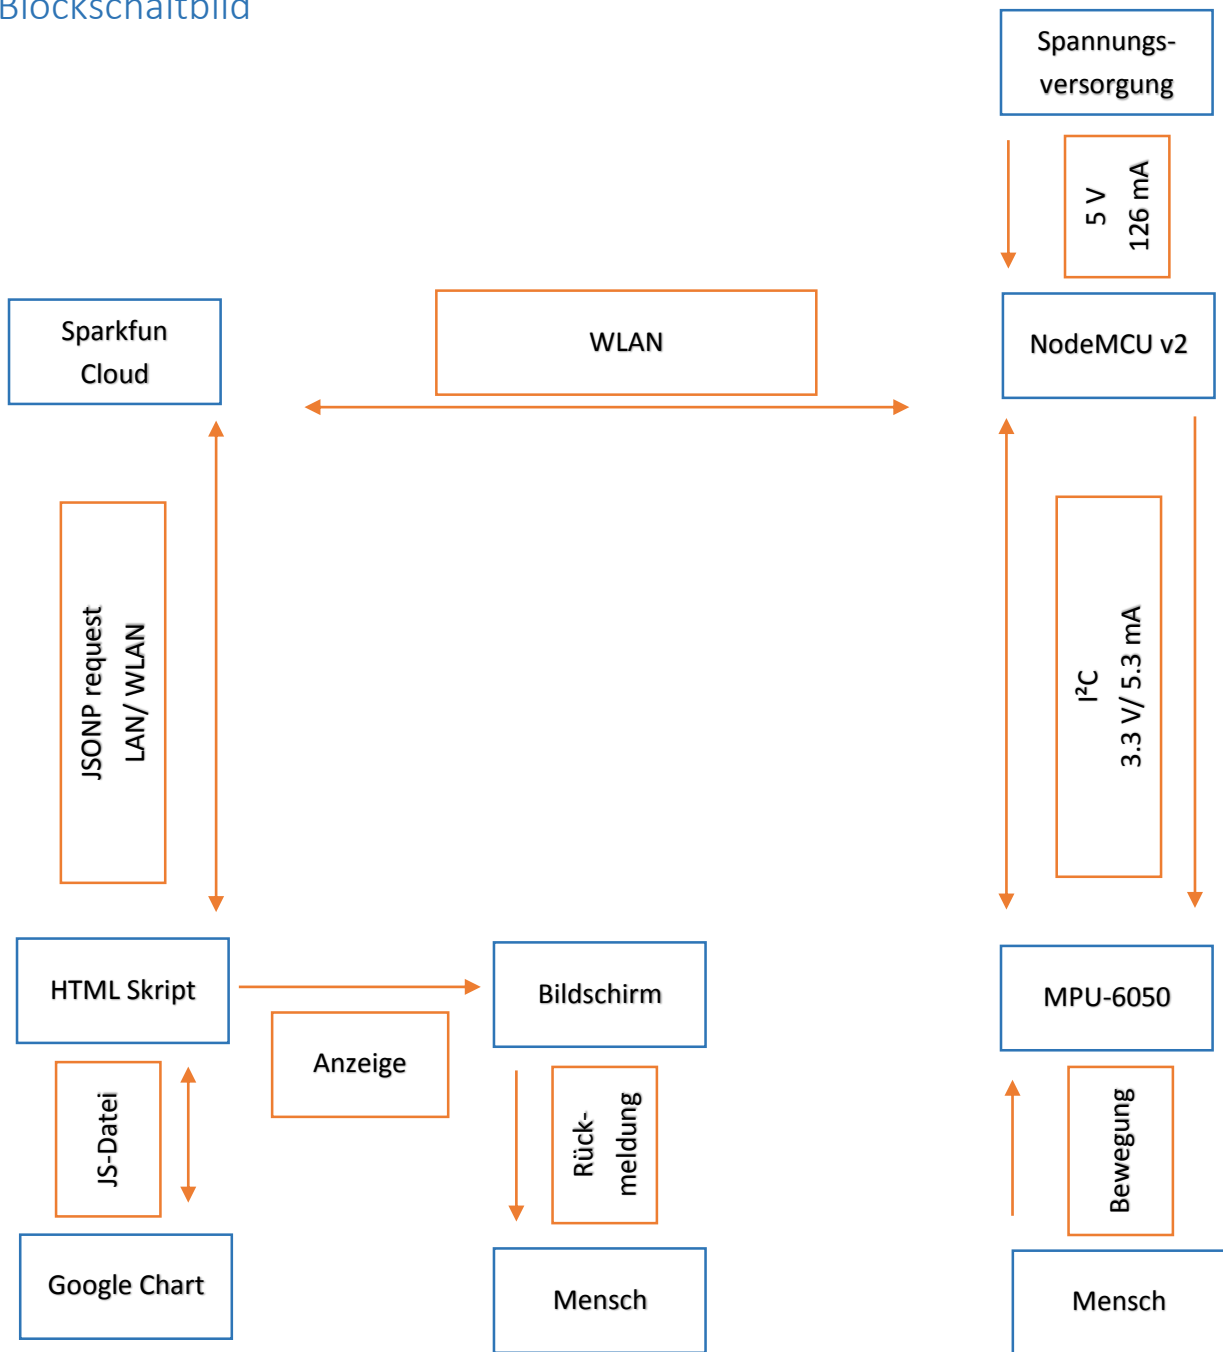 Blockschaltbild
Spannungs-
versorgung
5 V
126 mA
Sparkfun
Cloud
WLAN
NodeMCU v2
JSONP request
LAN/ WLAN
I²C
3.3 V/ 5.3 mA
HTML Skript
Bildschirm
MPU-6050
Anzeige
JS-Datei
Rück-
meldung
Bewegung
Google Chart
Mensch
Mensch